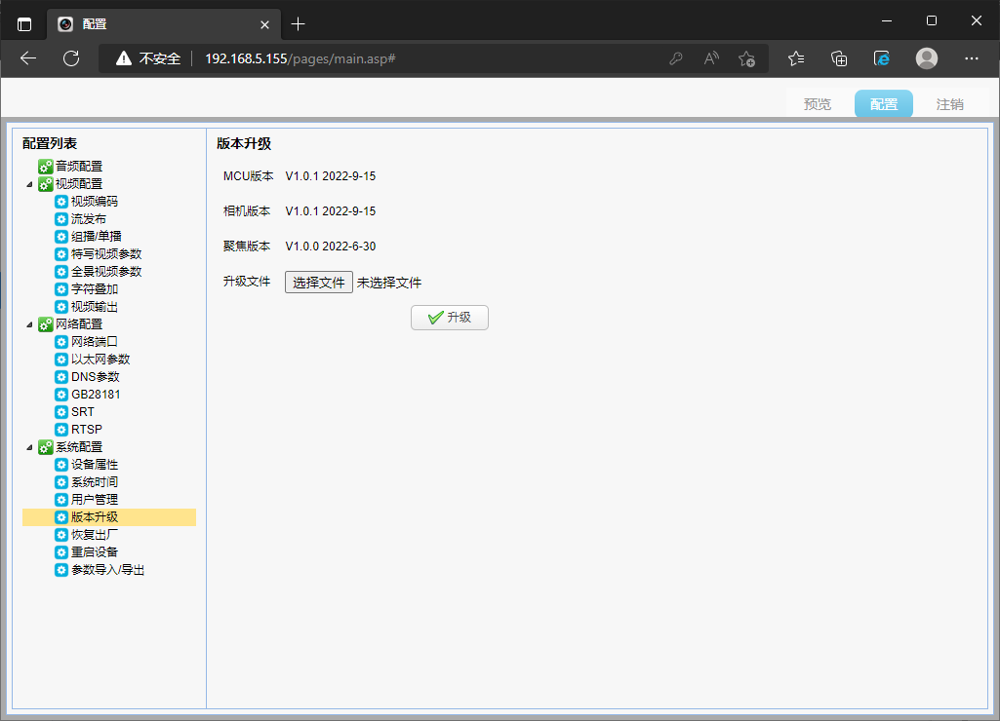 配置
不安全 192.168.5.155/pages/main.asp#
预览 配置 注销
配置列表
音频配置
视频配置
视频编码
流发布
组播/单播
特写视频参数
全景视频参数
字符叠加
视频输出
网络配置
网络端口
以太网参数
DNS参数
GB28181
SRT
RTSP
系统配置
设备属性
系统时间
用户管理
版本升级
恢复出厂
重启设备
参数导入/导出
版本升级
MCU版本 V1.0.1 2022-9-15
相机版本 V1.0.1 2022-9-15
聚焦版本 V1.0.0 2022-6-30
升级文件 选择文件 未选择文件
升级